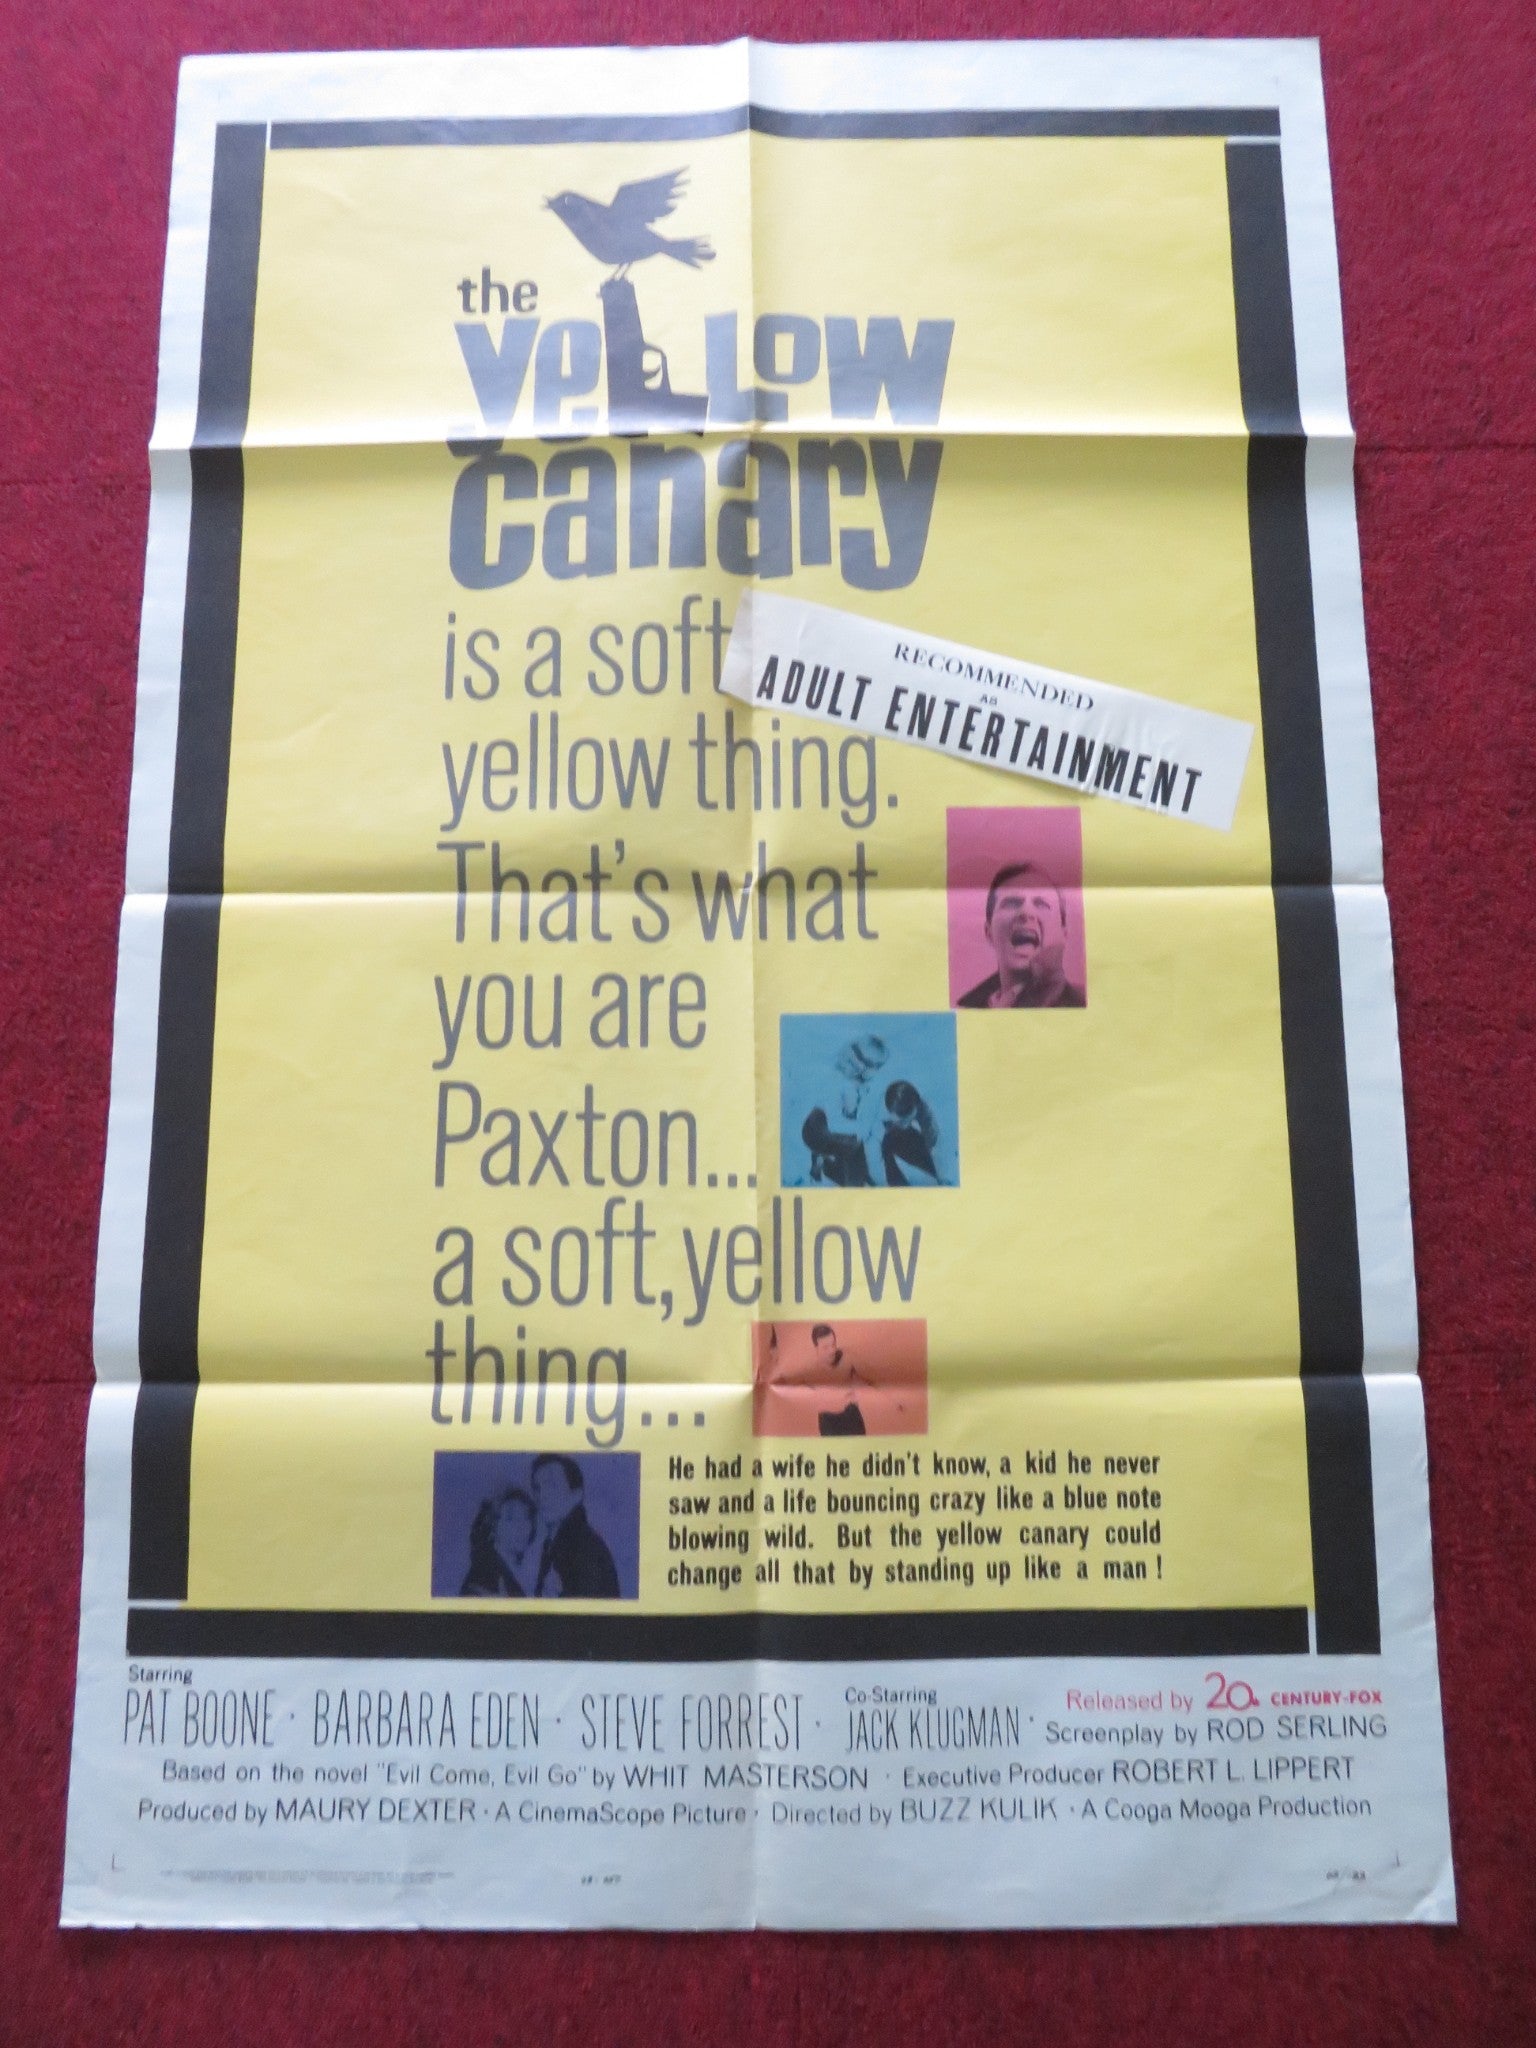 the
yellow
canary
is a soft
yellow thing.
RECOMMENDED
AS
ADULT ENTERTAINMENT
That's what
you are
Paxton...
a soft, yellow
thing...
He had a wife he didn't know, a kid he never
saw and a life bouncing crazy like a blue note
blowing wild. But the yellow canary could
change all that by standing up like a man!
Starring
PAT BOONE · BARBARA EDEN · STEVE FORREST ·
Co-Starring
JACK KLUGMAN ·
Released by 20th CENTURY-FOX
Screenplay by ROD SERLING
Based on the novel "Evil Come, Evil Go" by WHIT MASTERSON · Executive Producer ROBERT L. LIPPERT
Produced by MAURY DEXTER · A CinemaScope Picture · Directed by BUZZ KULIK · A Cooga Mooga Production